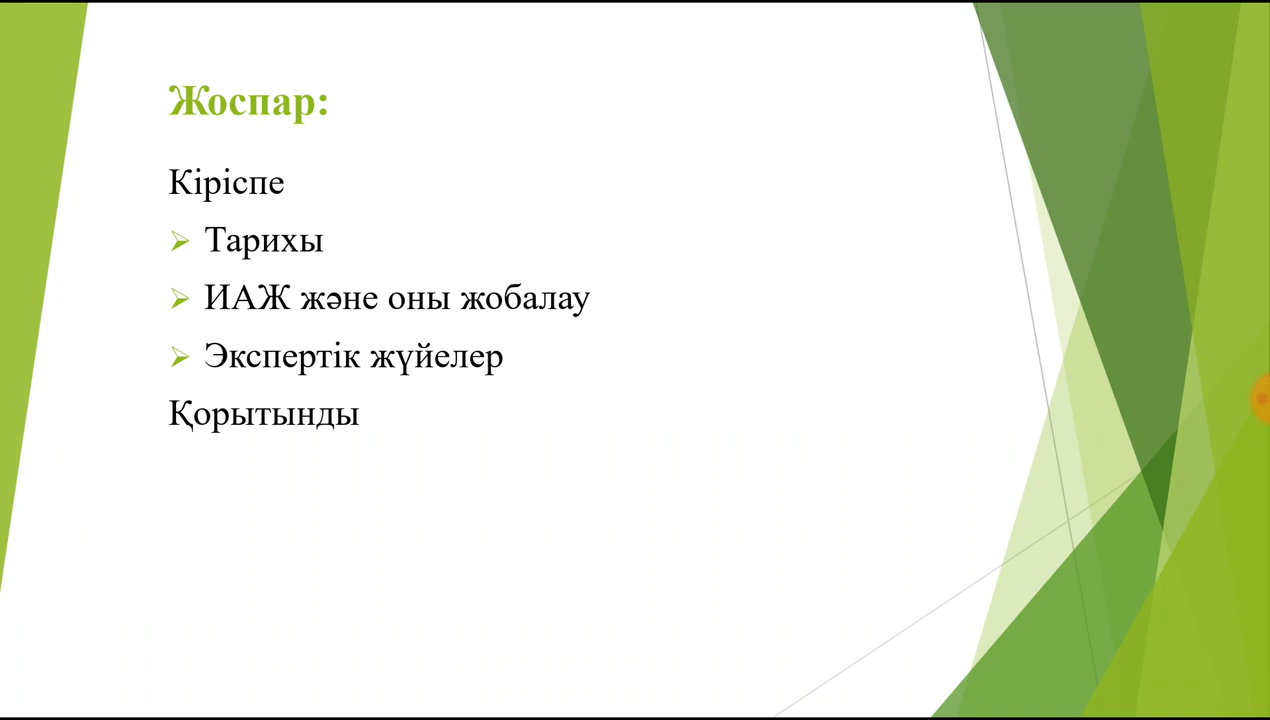 Жоспар:
Кіріспе
Тарихы
ИАЖ және оны жобалау
Экспертік жүйелер
Қорытынды